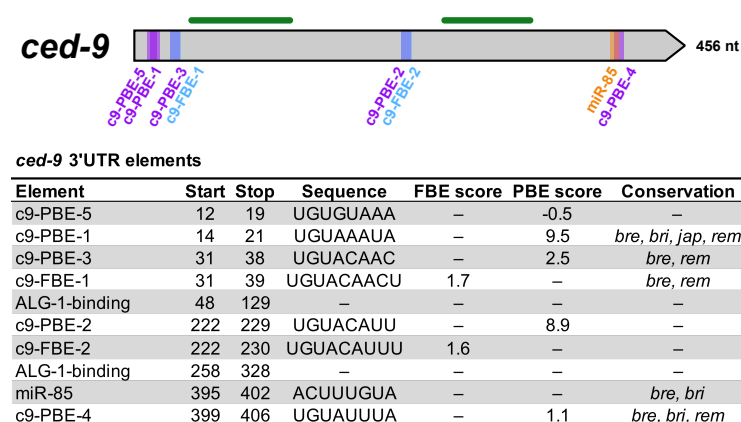 ced-9
456 nt
c9-PBE-5
c9-PBE-1
c9-PBE-3
c9-FBE-1
c9-PBE-2
c9-FBE-2
miR-85
c9-PBE-4
ced-9 3'UTR elements
Element Start Stop Sequence FBE score PBE score Conservation
c9-PBE-5 12 19 UGUGUAAA – -0.5 –
c9-PBE-1 14 21 UGUAAAUA – 9.5 bre, bri, jap, rem
c9-PBE-3 31 38 UGUACAAC – 2.5 bre, rem
c9-FBE-1 31 39 UGUACAACU 1.7 – bre, rem
ALG-1-binding 48 129 – – – –
c9-PBE-2 222 229 UGUACAUU – 8.9 –
c9-FBE-2 222 230 UGUACAUUU 1.6 – –
ALG-1-binding 258 328 – – – –
miR-85 395 402 ACUUUGUA – – bre, bri
c9-PBE-4 399 406 UGUAUUUA – 1.1 bre, bri, rem